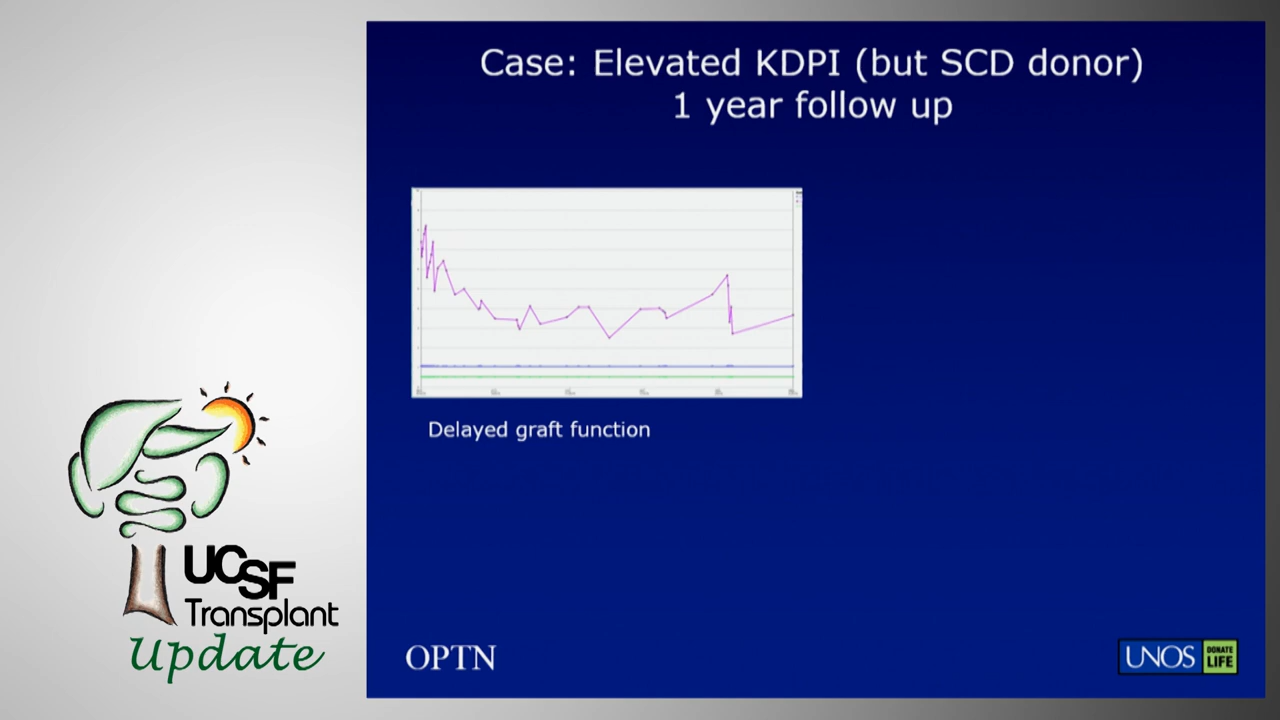 Case: Elevated KDPI (but SCD donor)
1 year follow up
Delayed graft function
UCSF
Transplant
Update
OPTN
UNOS
DONATE
LIFE